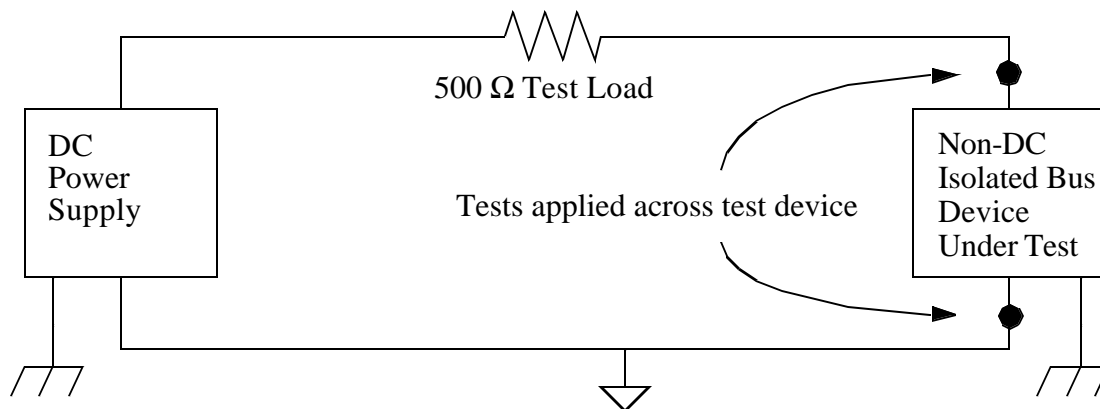 500 Ω Test Load
DC
Power
Supply
Non-DC
Isolated Bus
Device
Under Test
Tests applied across test device